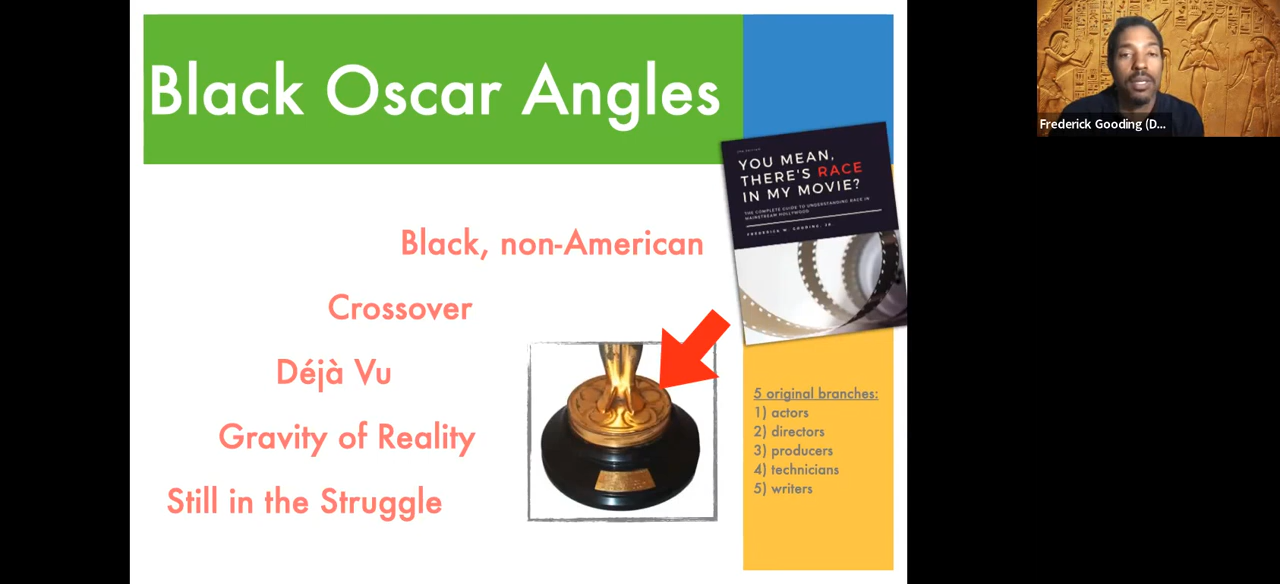 Black Oscar Angles
YOU MEAN,
THERE'S RACE
IN MY MOVIE?
THE COMPLETE GUIDE TO UNDERSTANDING RACE IN
MAINSTREAM HOLLYWOOD
FREDERICK W. GOODING, JR.
Black, non-American
Crossover
Déjà Vu
Gravity of Reality
Still in the Struggle
5 original branches:
1) actors
2) directors
3) producers
4) technicians
5) writers
Frederick Gooding (D...